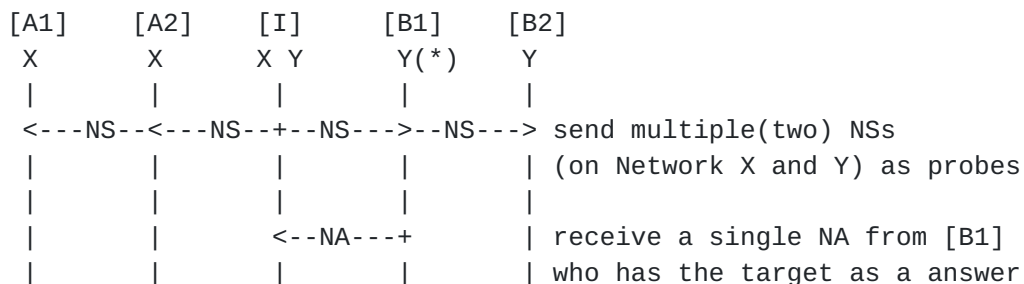 [A1] [A2] [I] [B1] [B2]
X X X Y Y(*) Y
| | | | |
<---NS--<---NS--+--NS--->--NS---> send multiple(two) NSs
| | | | | (on Network X and Y) as probes
| | | | |
| | <--NA---+ | receive a single NA from [B1]
| | | | | who has the target as a answer